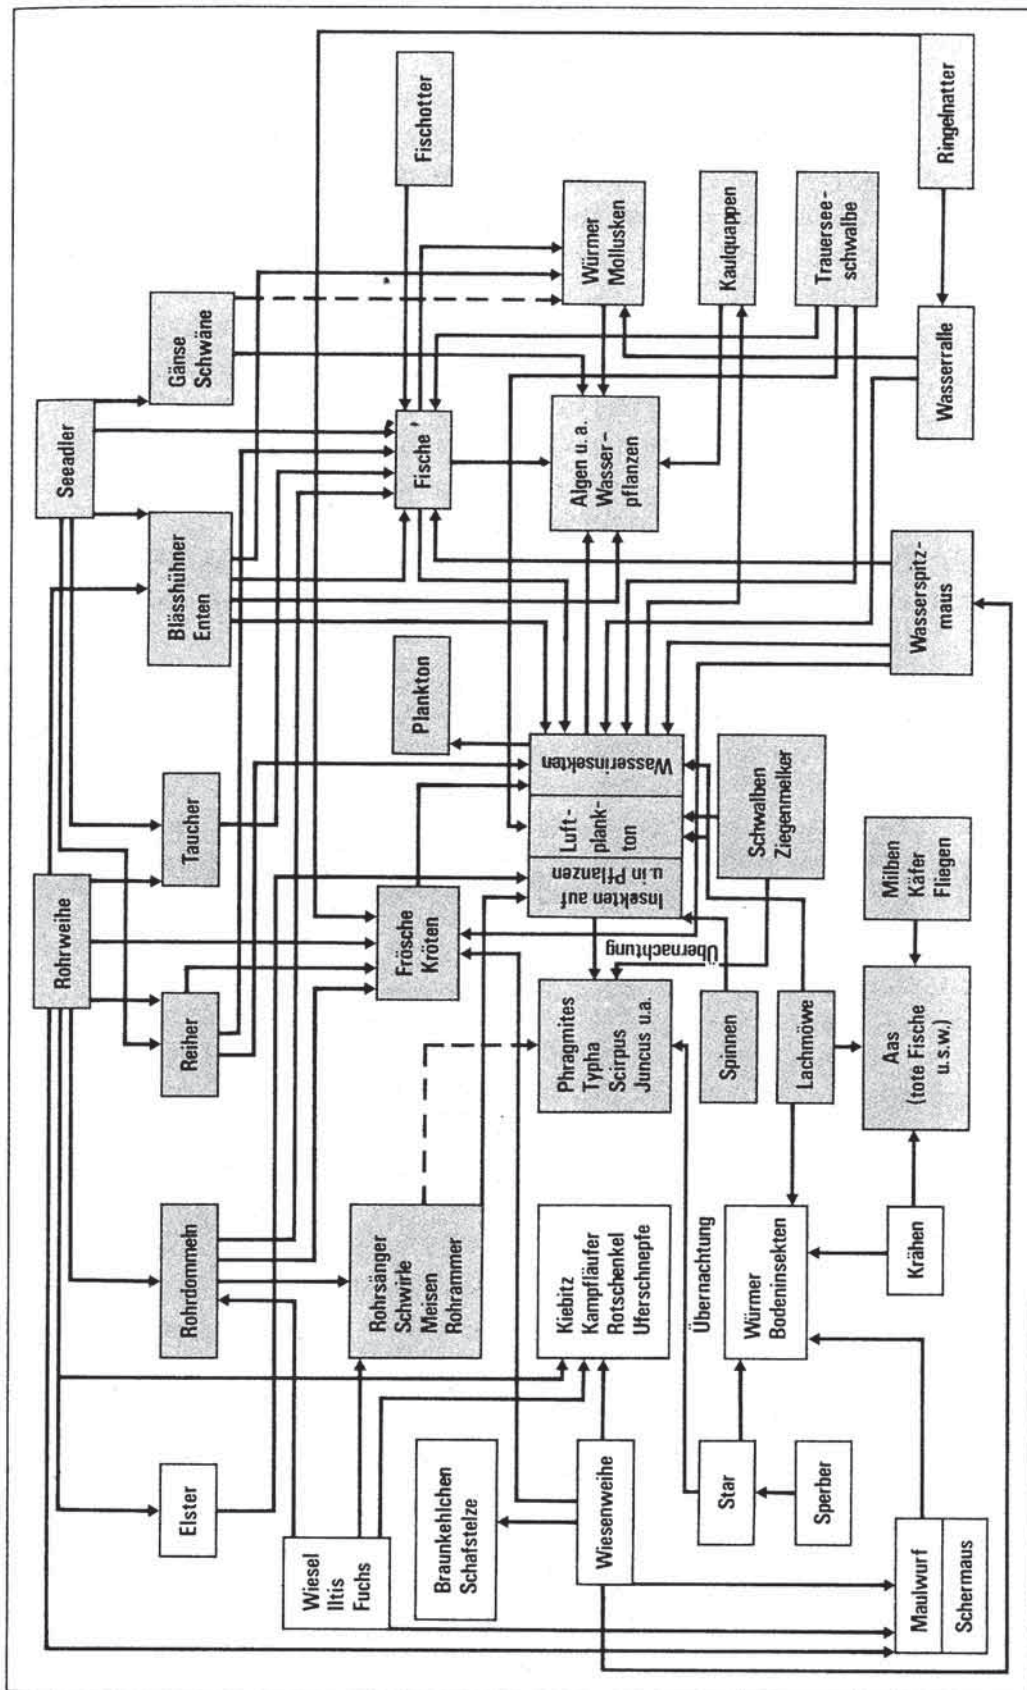 Elster
Rohrdommeln
Reiher
Rohrweihe
Taucher
Blässhühner
Enten
Seeadler
Gänse
Schwäne
Fischotter
Wiesel
Iltis
Fuchs
Rohrsänger
Schwirle
Meisen
Rohrammer
Frösche
Kröten
Plankton
Fische
Braunkehlchen
Schafstelze
Wiesenweihe
Kiebitz
Kampfläufer
Rotschenkel
Uferschnepfe
Phragmites
Typha
Scirpus
Juncus u.a.
Übernachtung
Insekten auf
u.in Pflanzen
Luft-
plank-
ton
Wasserinsekten
Algen u. a.
Wasser-
pflanzen
Würmer
Mollusken
Star
Sperber
Übernachtung
Würmer
Bodeninsekten
Spinnen
Lachmöwe
Schwalben
Ziegenmelker
Kaulquappen
Trauersee-
schwalbe
Maulwurf
Schermaus
Krähen
Aas
(tote Fische
u.s.w.)
Milben
Käfer
Fliegen
Wasserspitz-
maus
Wasserralle
Ringelnatter